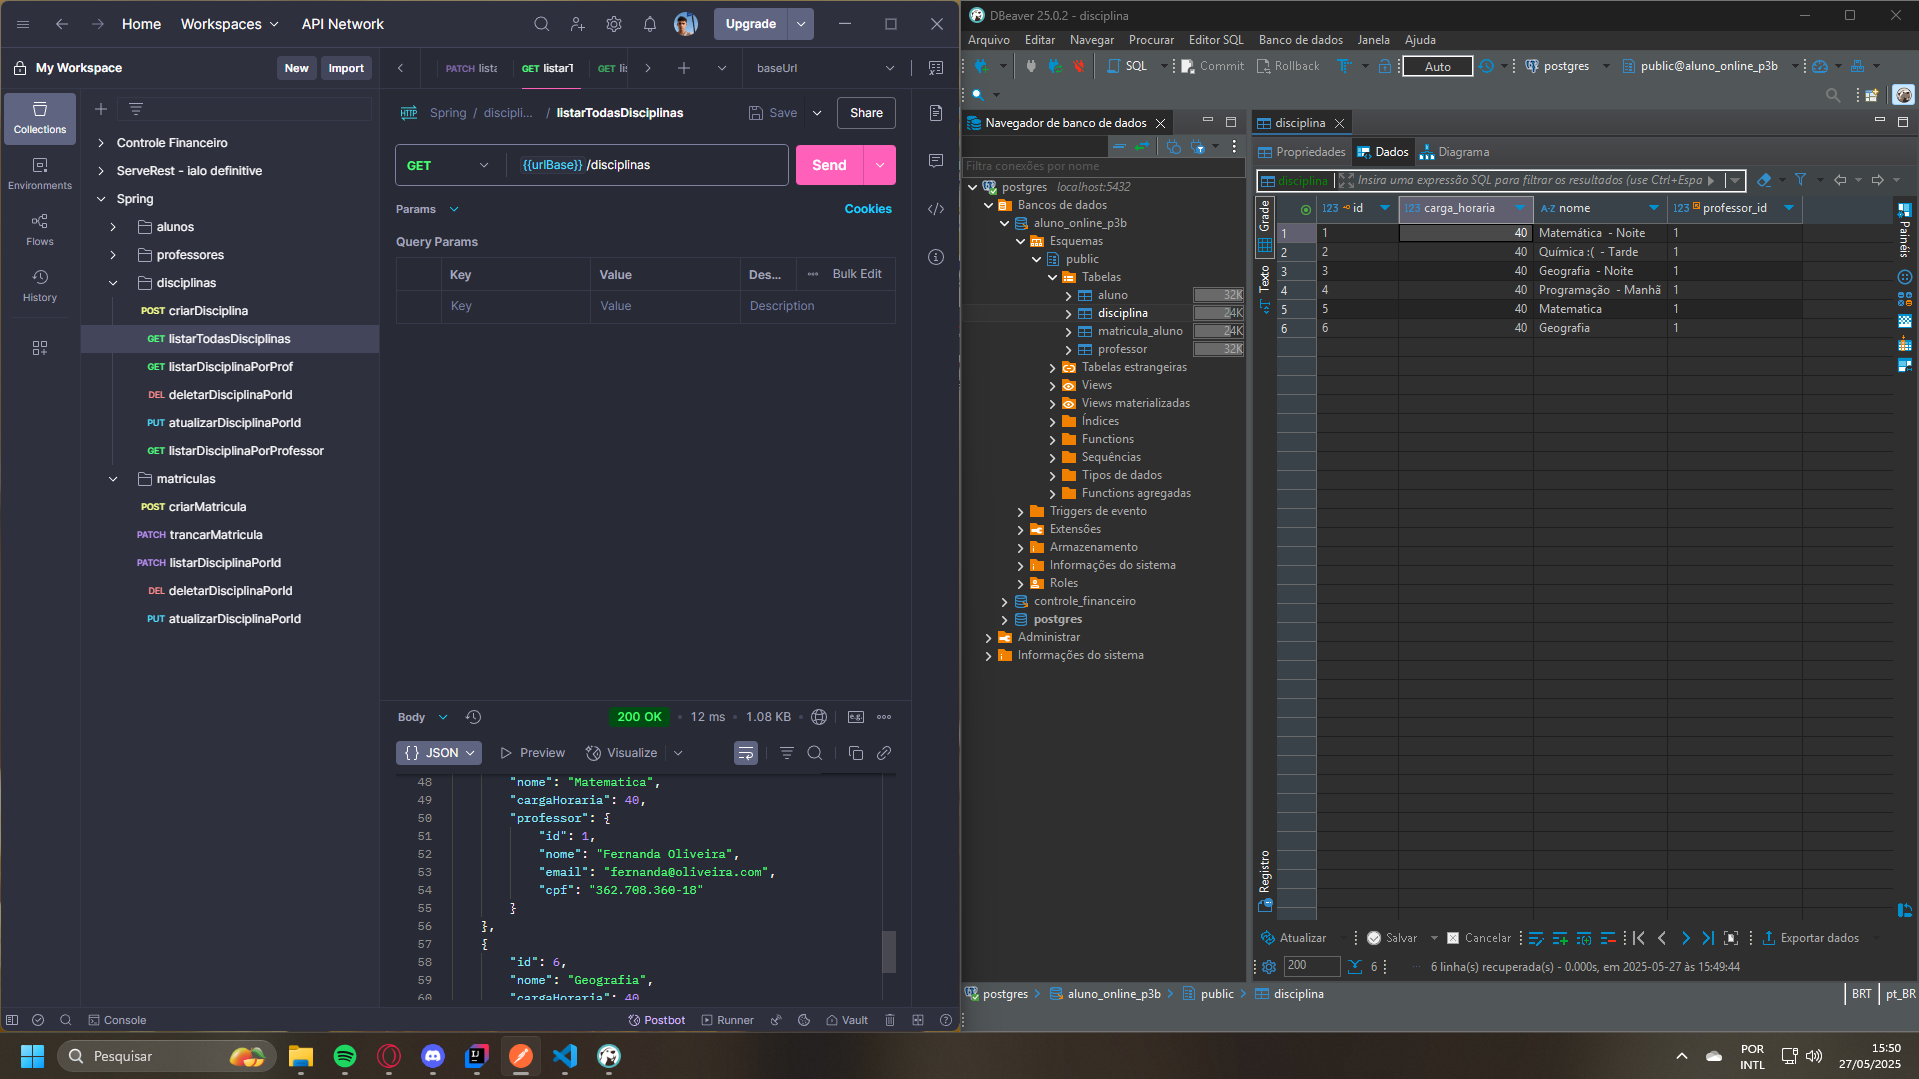 Home
Workspaces
API Network
Upgrade
My Workspace
New
Import
PATCH lista
GET listarT
GET lis
baseUrl
Collections
Environments
Flows
History
Controle Financeiro
ServeRest - ialo definitive
Spring
alunos
professores
disciplinas
POST criarDisciplina
GET listarTodasDisciplinas
GET listarDisciplinaPorProf
DEL deletarDisciplinaPorId
PUT atualizarDisciplinaPorId
GET listarDisciplinaPorProfessor
matriculas
POST criarMatricula
PATCH trancarMatricula
PATCH listarDisciplinaPorId
DEL deletarDisciplinaPorId
PUT atualizarDisciplinaPorId
HTTP Spring / discipli... / listarTodasDisciplinas
Save
Share
GET
{{urlBase}} /disciplinas
Send
Params
Cookies
Query Params
Key Value Des... Bulk Edit
Key Value Description
Body
200 OK • 12 ms • 1.08 KB
e.g.
{} JSON
Preview
Visualize
48 "nome": "Matematica",
49 "cargaHoraria": 40,
50 "professor": {
51 "id": 1,
52 "nome": "Fernanda Oliveira",
53 "email": "fernanda@oliveira.com",
54 "cpf": "362.708.360-18"
55 }
56 },
57 {
58 "id": 6,
59 "nome": "Geografia",
60 "cargaHoraria": 40
Console
Postbot
Runner
Vault
DBeaver 25.0.2 - disciplina
Arquivo Editar Navegar Procurar Editor SQL Banco de dados Janela Ajuda
SQL
Commit
Rollback
Auto
postgres
public@aluno_online_p3b
Navegador de banco de dados
Filtra conexões por nome
postgres localhost:5432
Bancos de dados
aluno_online_p3b
Esquemas
public
Tabelas
aluno 32K
disciplina 24K
matricula_aluno 24K
professor 32K
Tabelas estrangeiras
Views
Views materializadas
Índices
Functions
Sequências
Tipos de dados
Functions agregadas
Triggers de evento
Extensões
Armazenamento
Informações do sistema
Roles
controle_financeiro
postgres
Administrar
Informações do sistema
disciplina
Propriedades
Dados
Diagrama
disciplina
Insira uma expressão SQL para filtrar os resultados (use Ctrl+Espa
Grade
Texto
Registro
Painéis
123 id 123 carga_horaria A-Z nome 123 professor_id
1 1 40 Matemática - Noite 1
2 2 40 Química :( - Tarde 1
3 3 40 Geografia - Noite 1
4 4 40 Programação - Manhã 1
5 5 40 Matematica 1
6 6 40 Geografia 1
Atualizar
Salvar
Cancelar
Exportar dados
200
6
6 linha(s) recuperada(s) - 0.000s, em 2025-05-27 às 15:49:44
postgres
aluno_online_p3b
public
disciplina
BRT
pt_BR
Pesquisar
POR
INTL
15:50
27/05/2025